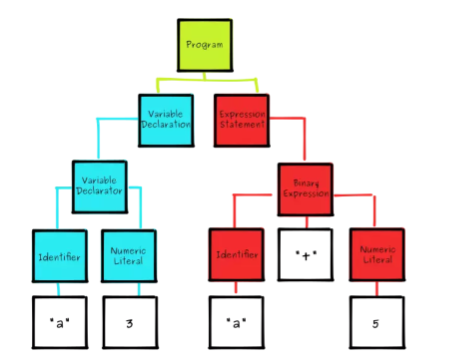 Program
Variable
Declaration
Expression
Statement
Variable
Declarator
Binary
Expression
Identifier
Numeric
Literal
Identifier
"+"
Numeric
Literal
"a"
3
"a"
5